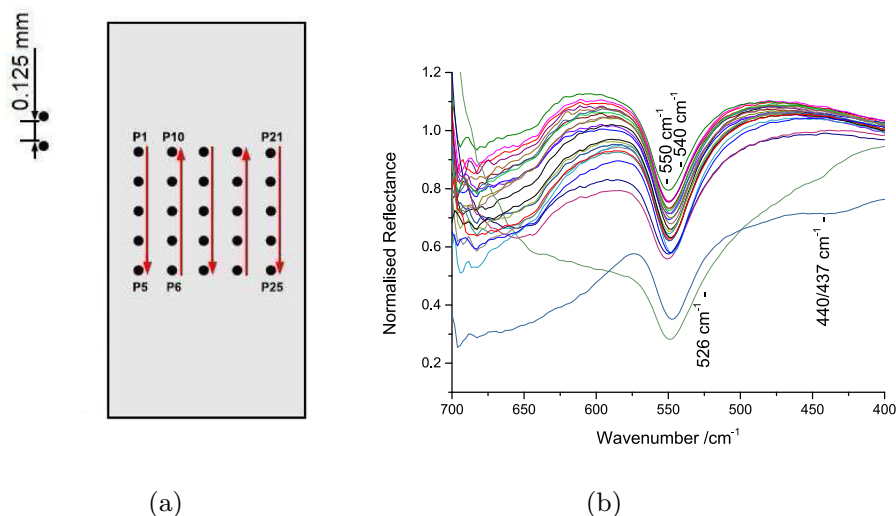 0.125 mm
P1 P10 P21
P5 P6 P25
(a)
(b)
1.2
1.0
0.8
0.6
0.4
0.2
Normalised Reflectance
700 650 600 550 500 450 400
Wavenumber /cm⁻¹
550 cm⁻¹
540 cm⁻¹
526 cm⁻¹
440/437 cm⁻¹